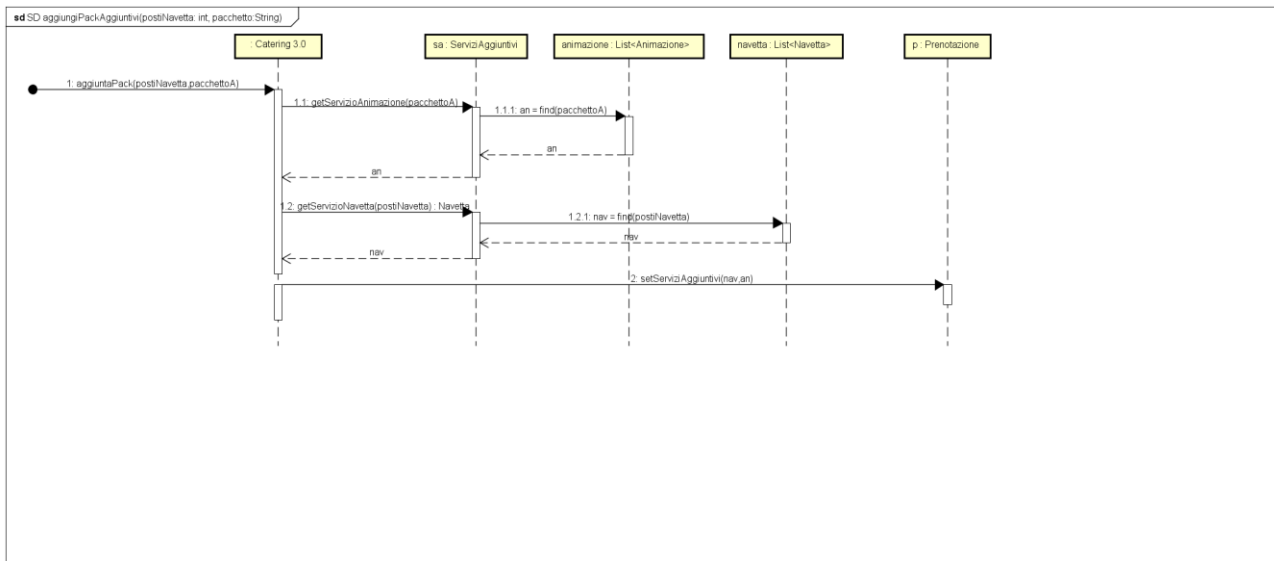 sd SD aggiungiPackAggiuntivi(postiNavetta: int, pacchetto:String)
: Catering 3.0
sa : ServiziAggiuntivi
animazione : List<Animazione>
navetta : List<Navetta>
p : Prenotazione
1: aggiuntaPack(postiNavetta,pacchettoA)
1.1: getServizioAnimazione(pacchettoA)
1.1.1: an = find(pacchettoA)
an
an
1.2: getServizioNavetta(postiNavetta) : Navetta
1.2.1: nav = find(postiNavetta)
nav
nav
2: setServiziAggiuntivi(nav,an)